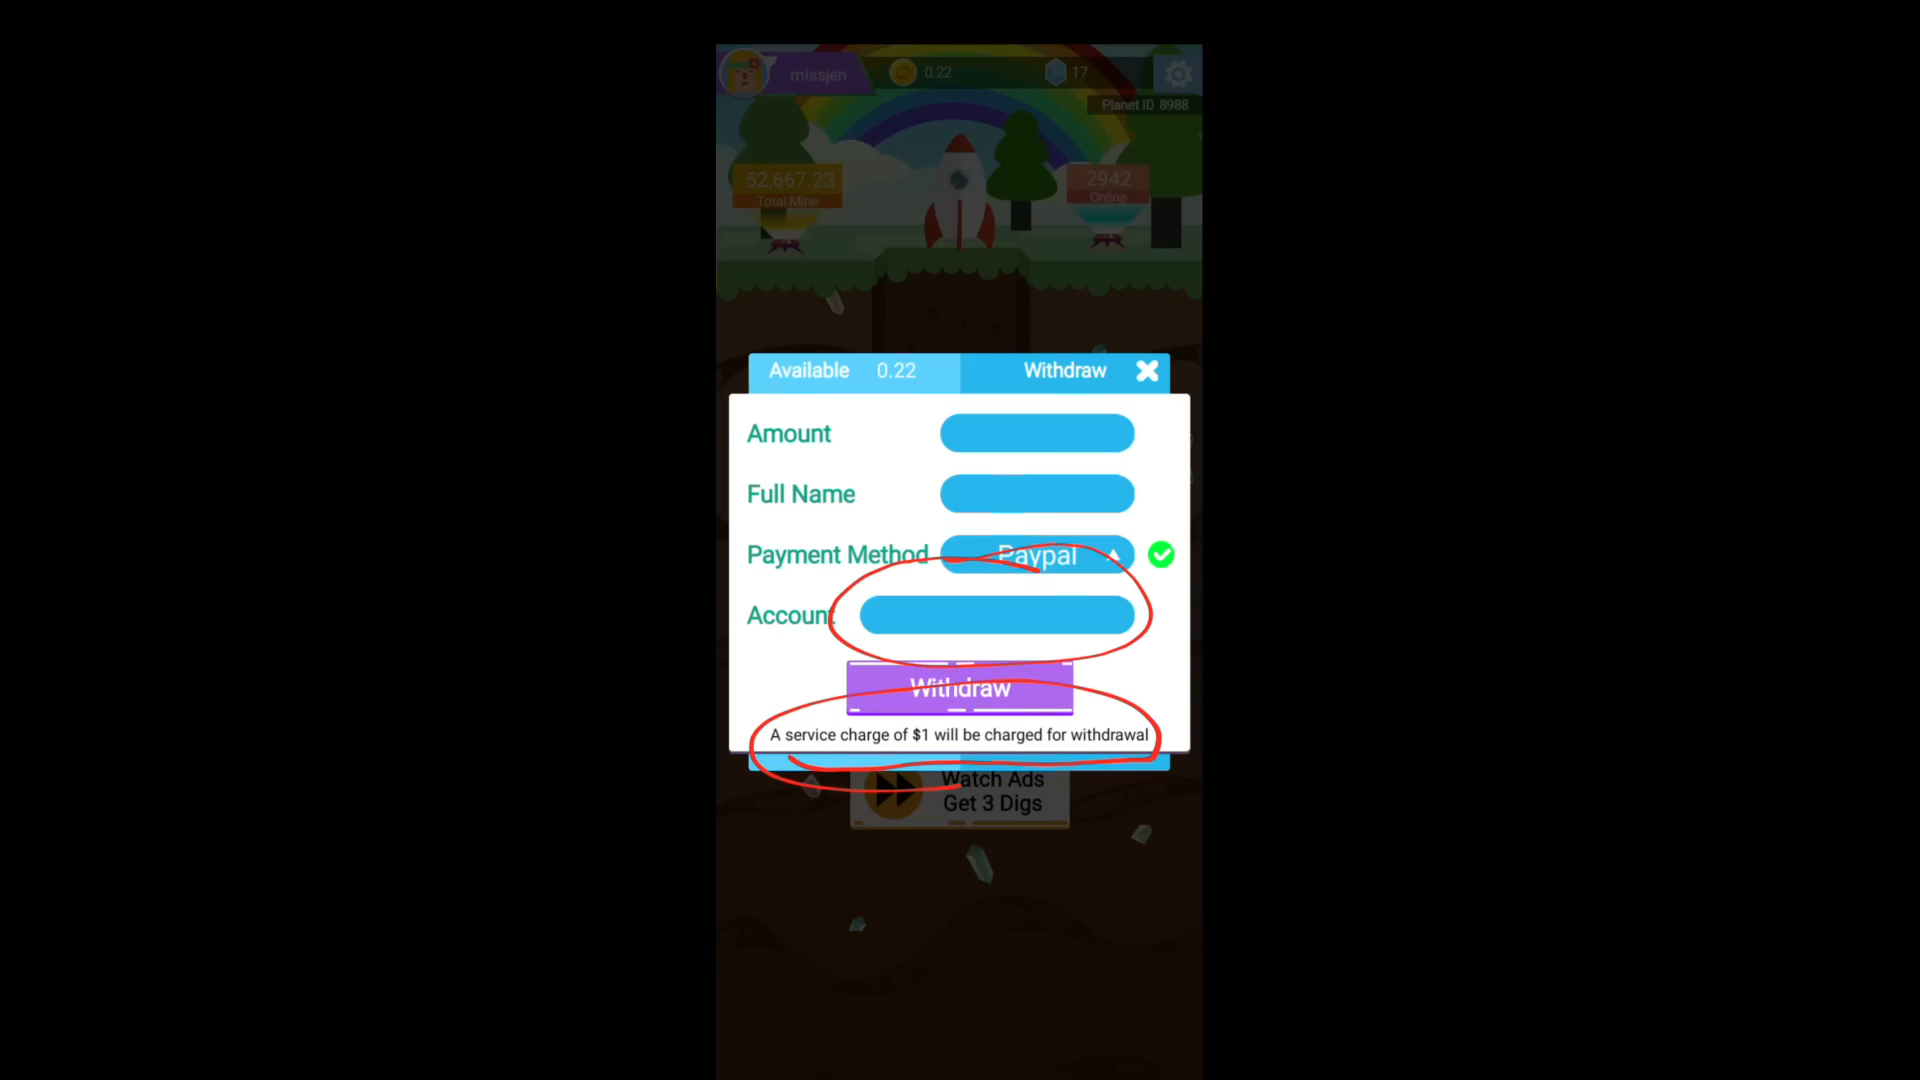 missjen 0.22 17
Planet ID 8988
52,667.23
Total Mine
2942
Online
Available 0.22 Withdraw
Amount
Full Name
Payment Method Paypal
Account
Withdraw
A service charge of $1 will be charged for withdrawal
Watch Ads
Get 3 Digs